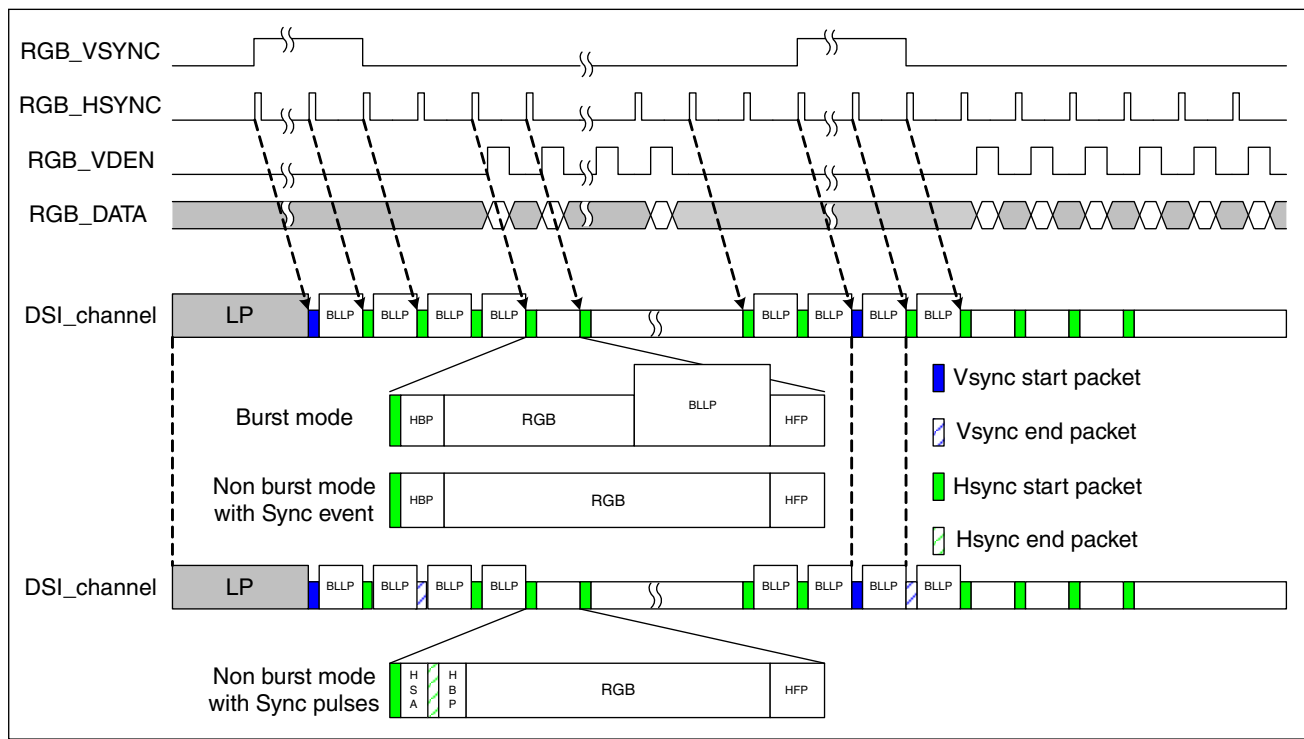 RGB_VSYNC
RGB_HSYNC
RGB_VDEN
RGB_DATA
DSI_channel
LP
BLLP
BLLP
BLLP
BLLP
BLLP
BLLP
BLLP
BLLP
Burst mode
HBP
RGB
BLLP
HFP
Non burst mode
with Sync event
HBP
RGB
HFP
Vsync start packet
Vsync end packet
Hsync start packet
Hsync end packet
DSI_channel
LP
BLLP
BLLP
BLLP
BLLP
BLLP
BLLP
BLLP
BLLP
Non burst mode
with Sync pulses
H
S
A
H
B
P
RGB
HFP